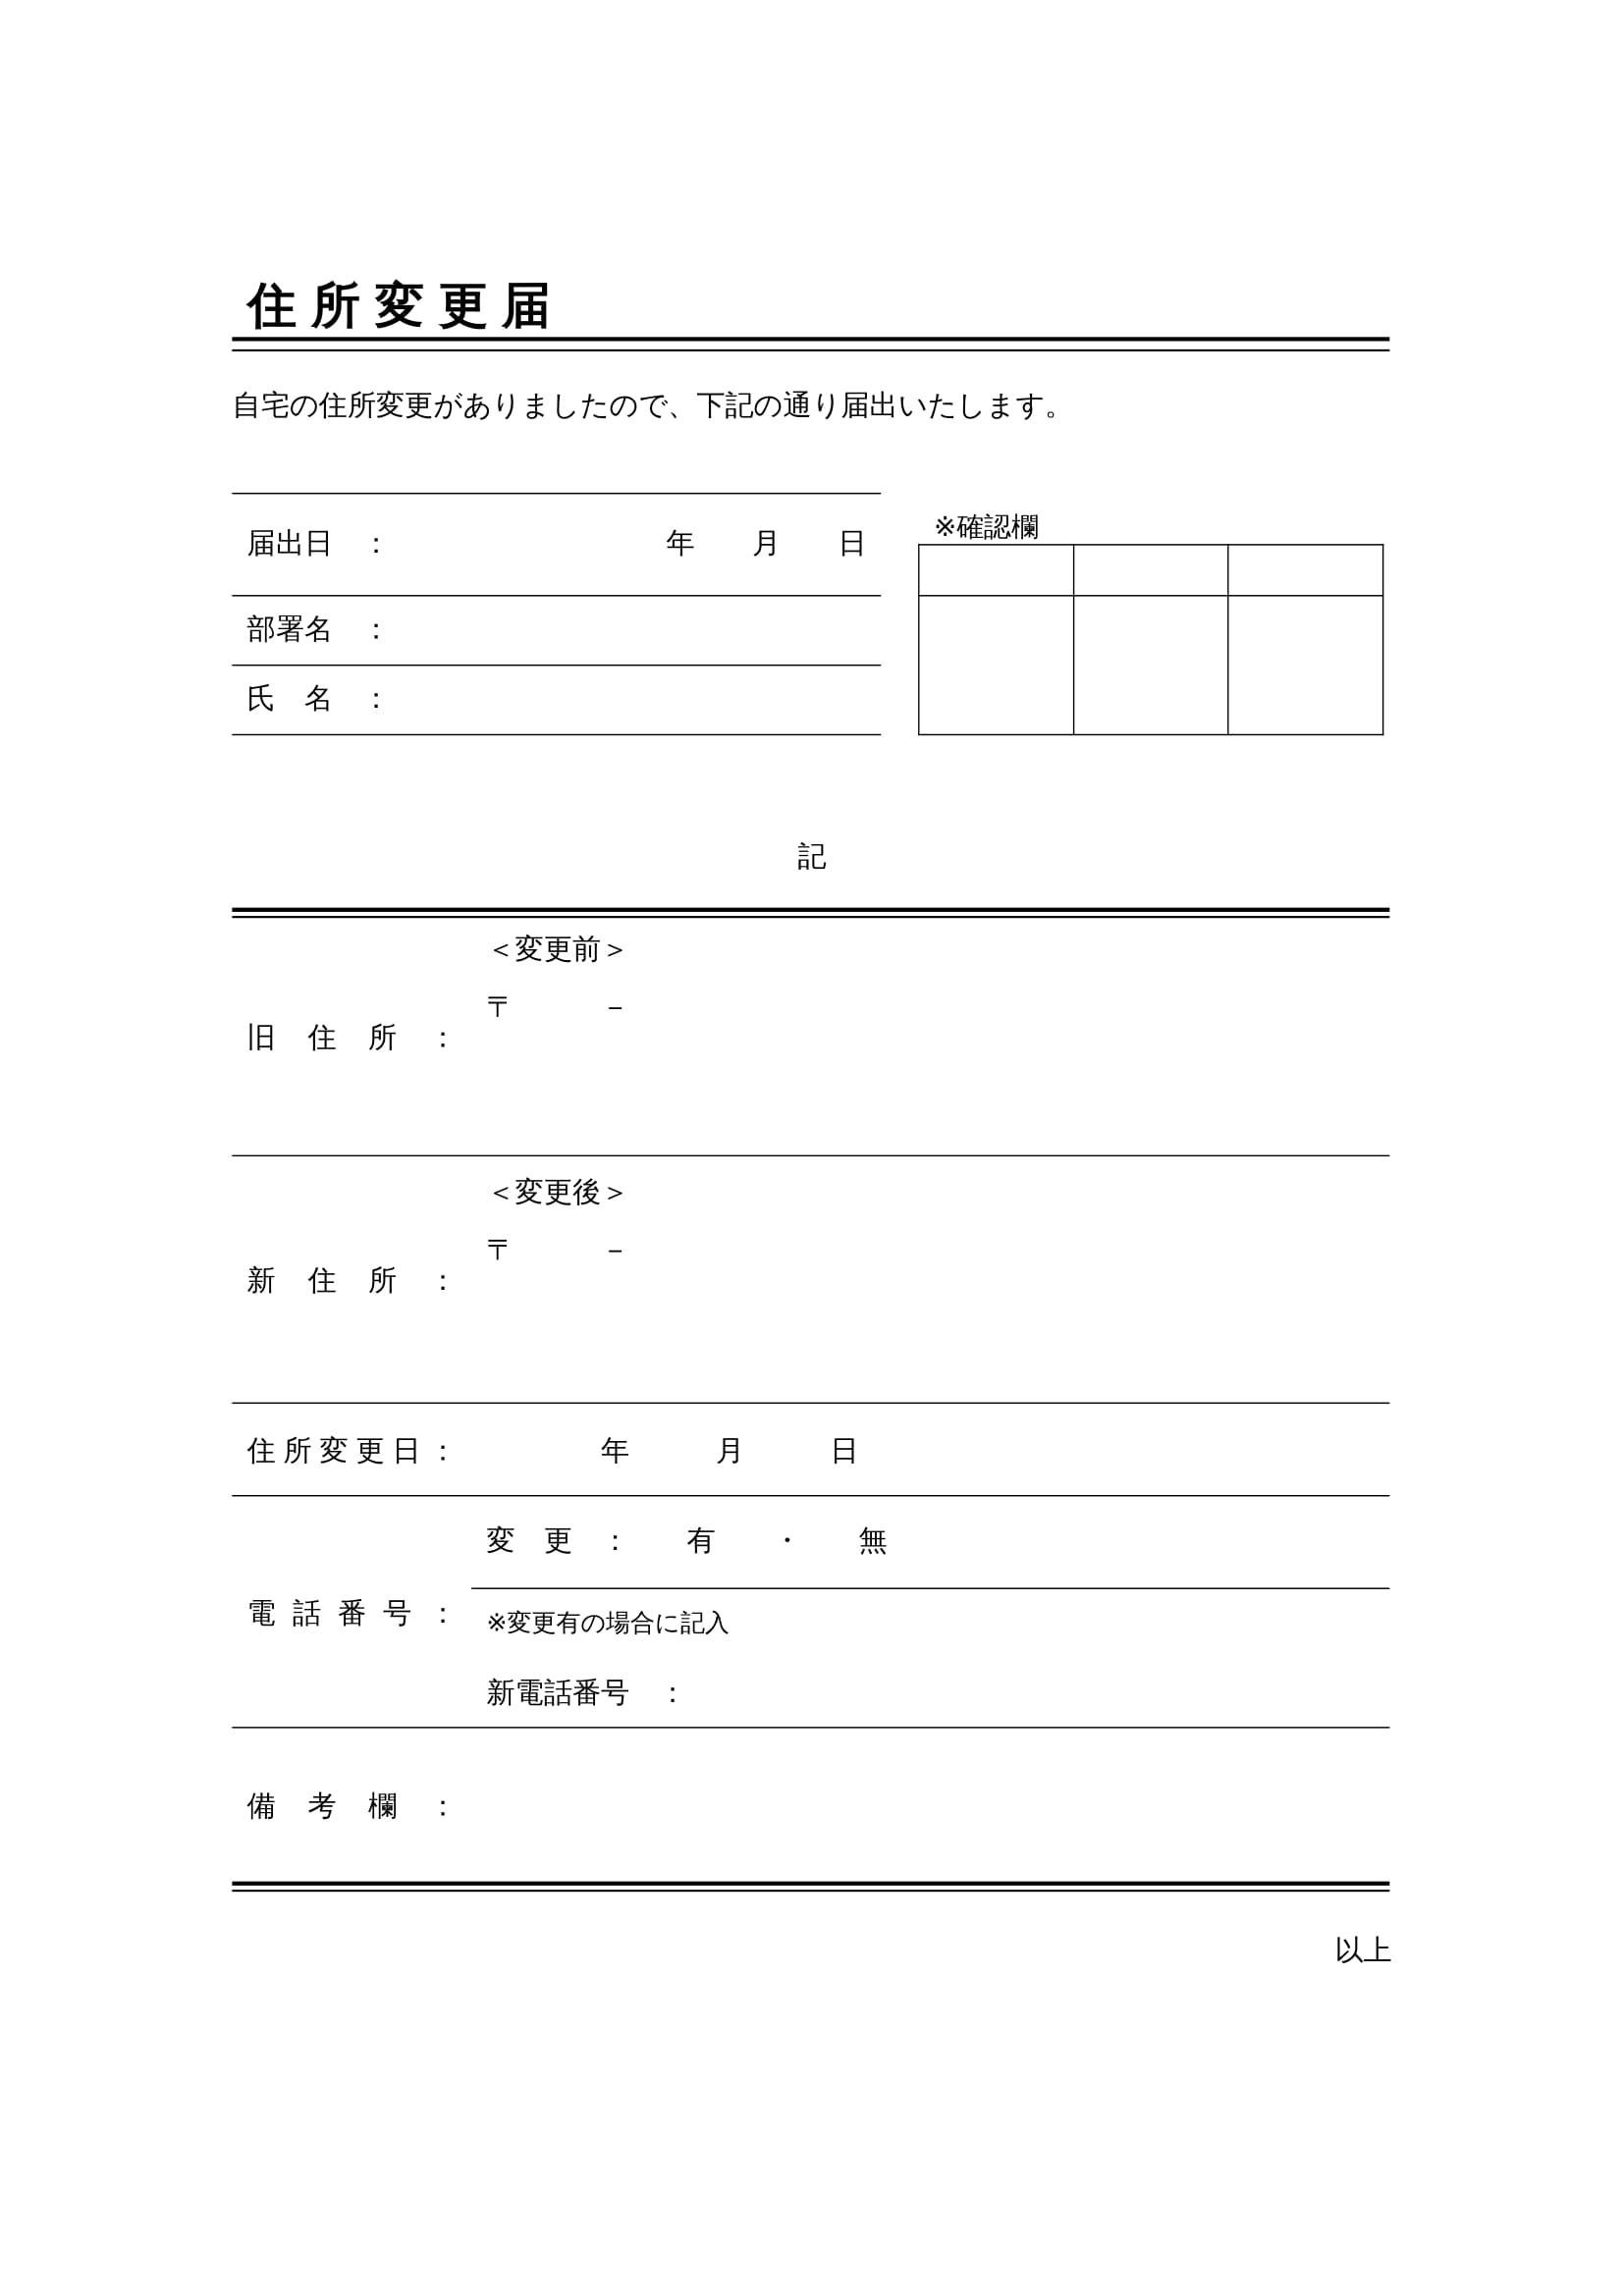 住所変更届
自宅の住所変更がありましたので、下記の通り届出いたします。
届出日　：　　　　　　　　　　年　　月　　日
※確認欄
部署名　：
氏　名　：
記
＜変更前＞
〒　　　－
旧　住　所　：
＜変更後＞
〒　　　－
新　住　所　：
住所変更日：　　　　　年　　　月　　　日
変　更　：　　有　　・　　無
電話番号：
※変更有の場合に記入
新電話番号　：
備　考　欄　：
以上